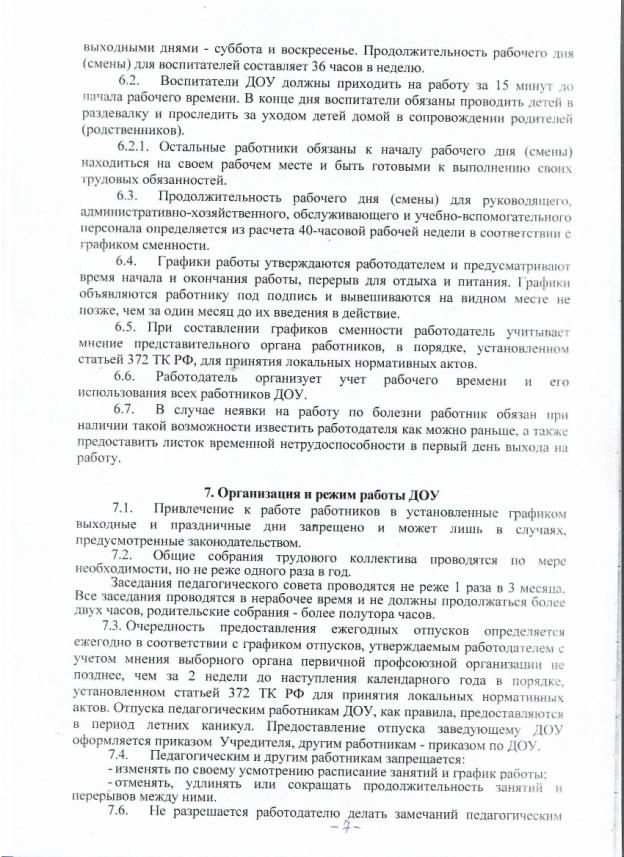 выходными днями - суббота и воскресенье. Продолжительность рабочего дня
(смены) для воспитателей составляет 36 часов в неделю.
6.2. Воспитатели ДОУ должны приходить на работу за 15 минут до
начала рабочего времени. В конце дня воспитатели обязаны проводить детей в
раздевалку и проследить за уходом детей домой в сопровождении родителей
(родственников).
6.2.1. Остальные работники обязаны к началу рабочего дня (смены)
находиться на своем рабочем месте и быть готовыми к выполнению своих
трудовых обязанностей.
6.3. Продолжительность рабочего дня (смены) для руководящего,
административно-хозяйственного, обслуживающего и учебно-вспомогательного
персонала определяется из расчета 40-часовой рабочей недели в соответствии с
графиком сменности.
6.4. Графики работы утверждаются работодателем и предусматривают
время начала и окончания работы, перерыв для отдыха и питания. Графики
объявляются работнику под подпись и вывешиваются на видном месте не
позже, чем за один месяц до их введения в действие.
6.5. При составлении графиков сменности работодатель учитывает
мнение представительного органа работников, в порядке, установленном
статьей 372 ТК РФ, для принятия локальных нормативных актов.
6.6. Работодатель организует учет рабочего времени и его
использования всех работников ДОУ.
6.7. В случае неявки на работу по болезни работник обязан при
наличии такой возможности известить работодателя как можно раньше, а также
предоставить листок временной нетрудоспособности в первый день выхода на
работу.
7. Организация и режим работы ДОУ
7.1. Привлечение к работе работников в установленные графиком
выходные и праздничные дни запрещено и может лишь в случаях,
предусмотренные законодательством.
7.2. Общие собрания трудового коллектива проводятся по мере
необходимости, но не реже одного раза в год.
Заседания педагогического совета проводятся не реже 1 раза в 3 месяца.
Все заседания проводятся в нерабочее время и не должны продолжаться более
двух часов, родительские собрания - более полутора часов.
7.3. Очередность предоставления ежегодных отпусков определяется
ежегодно в соответствии с графиком отпусков, утверждаемым работодателем с
учетом мнения выборного органа первичной профсоюзной организации не
позднее, чем за 2 недели до наступления календарного года в порядке,
установленном статьей 372 ТК РФ для принятия локальных нормативных
актов. Отпуска педагогическим работникам ДОУ, как правила, предоставляются
в период летних каникул. Предоставление отпуска заведующему ДОУ
оформляется приказом Учредителя, другим работникам - приказом по ДОУ.
7.4. Педагогическим и другим работникам запрещается:
- изменять по своему усмотрению расписание занятий и график работы;
- отменять, удлинять или сокращать продолжительность занятий и
перерывов между ними.
7.6. Не разрешается работодателю делать замечаний педагогическим
-7-